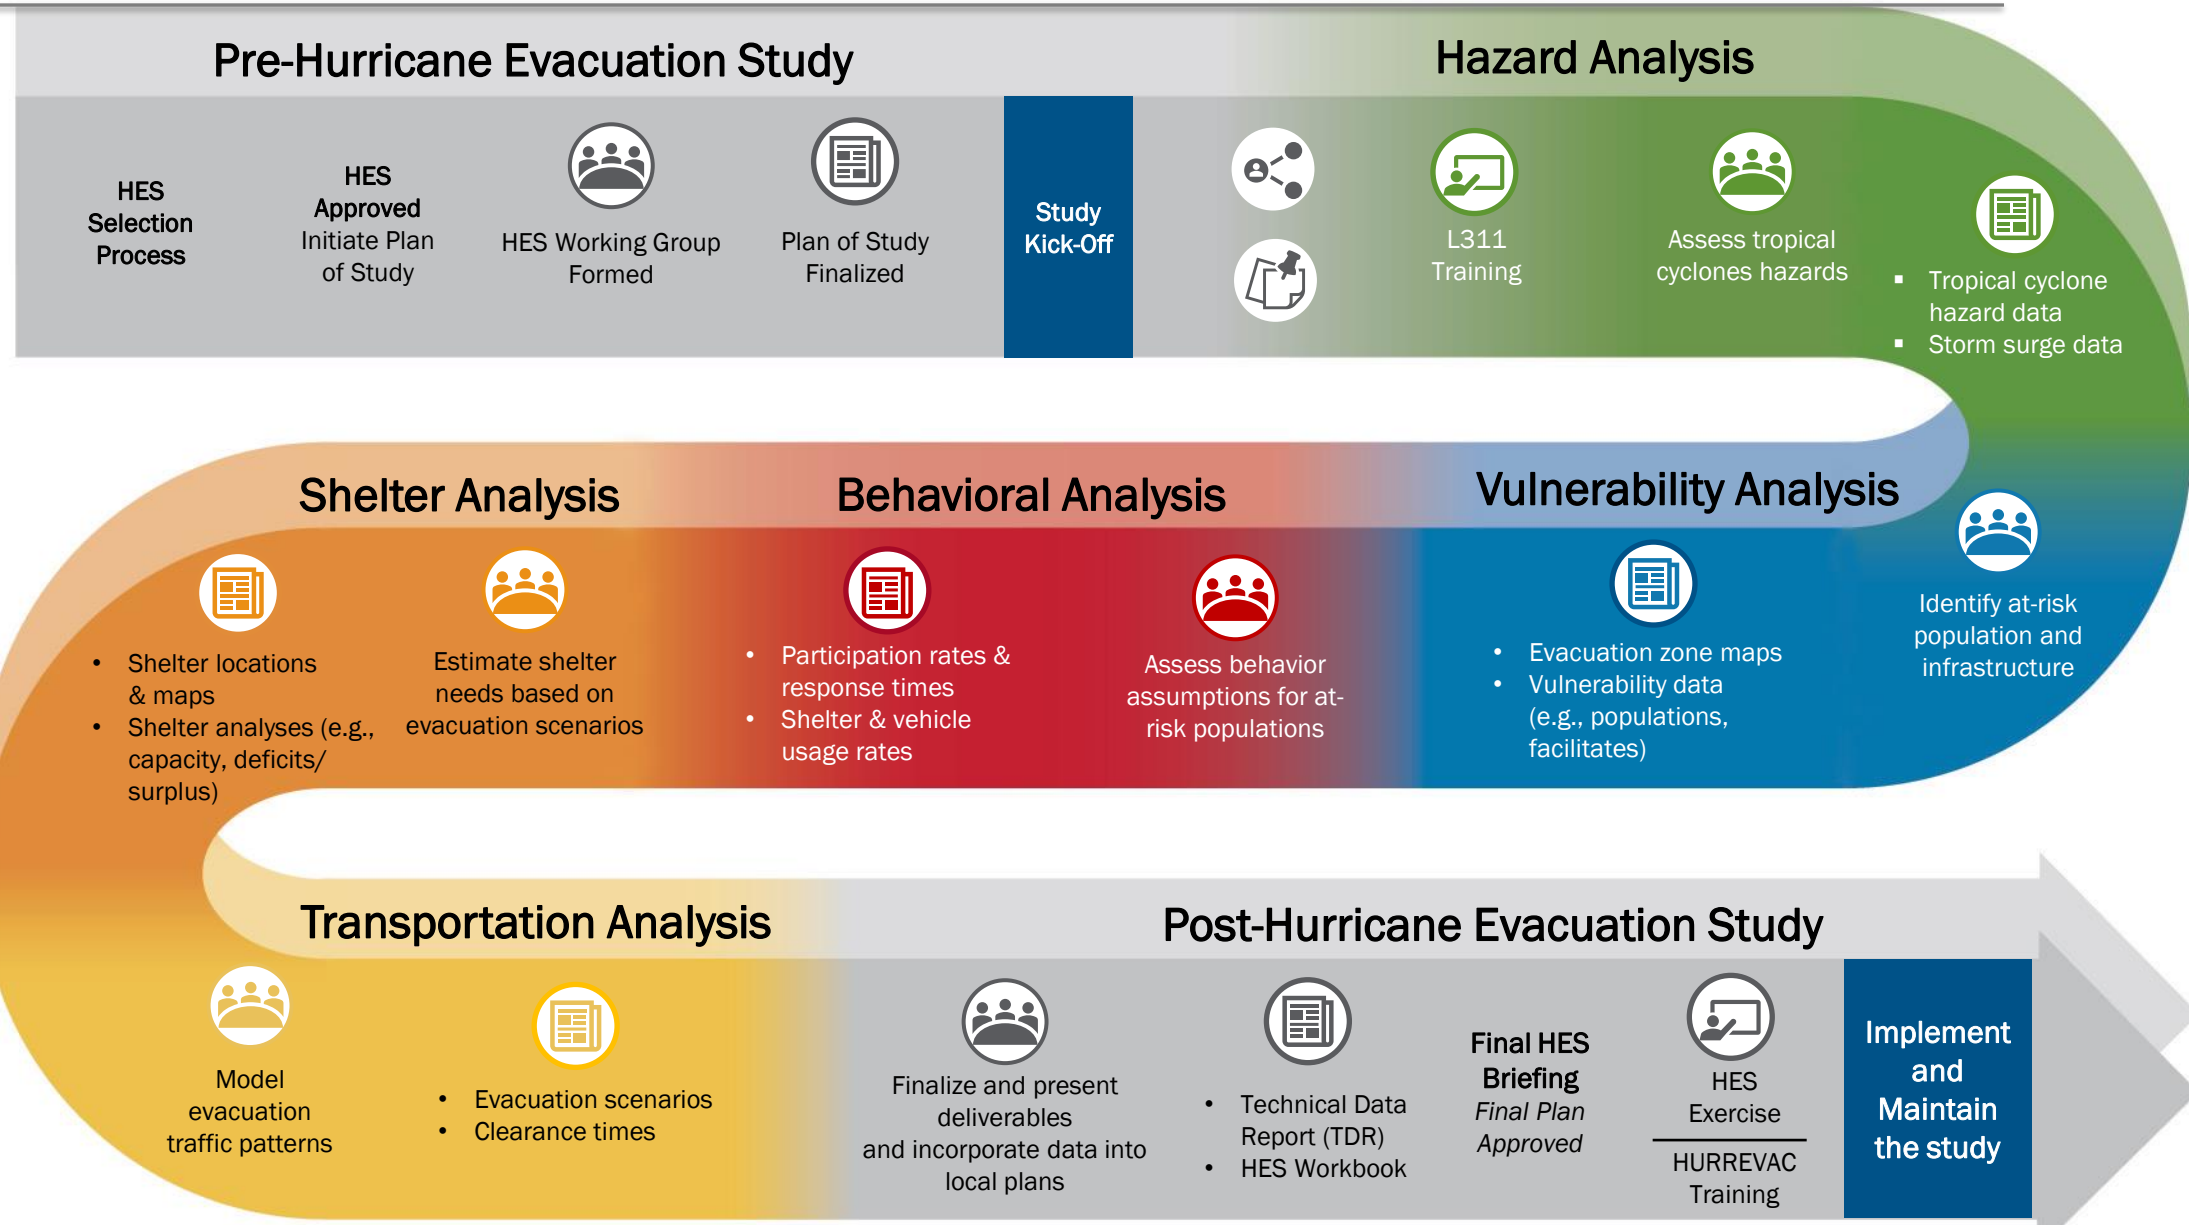 Pre-Hurricane Evacuation Study
HES
Selection
Process
HES
Approved
Initiate Plan
of Study
HES Working Group
Formed
Plan of Study
Finalized
Study
Kick-Off
Hazard Analysis
L311
Training
Assess tropical
cyclones hazards
▪ Tropical cyclone
hazard data
▪ Storm surge data
Vulnerability Analysis
Identify at-risk
population and
infrastructure
• Evacuation zone maps
• Vulnerability data
(e.g., populations,
facilitates)
Behavioral Analysis
Assess behavior
assumptions for at-
risk populations
• Participation rates &
response times
• Shelter & vehicle
usage rates
Shelter Analysis
Estimate shelter
needs based on
evacuation scenarios
• Shelter locations
& maps
• Shelter analyses (e.g.,
capacity, deficits/
surplus)
Transportation Analysis
Model
evacuation
traffic patterns
• Evacuation scenarios
• Clearance times
Post-Hurricane Evacuation Study
Finalize and present
deliverables
and incorporate data into
local plans
• Technical Data
Report (TDR)
• HES Workbook
Final HES
Briefing
Final Plan
Approved
HES
Exercise
HURREVAC
Training
Implement
and
Maintain
the study